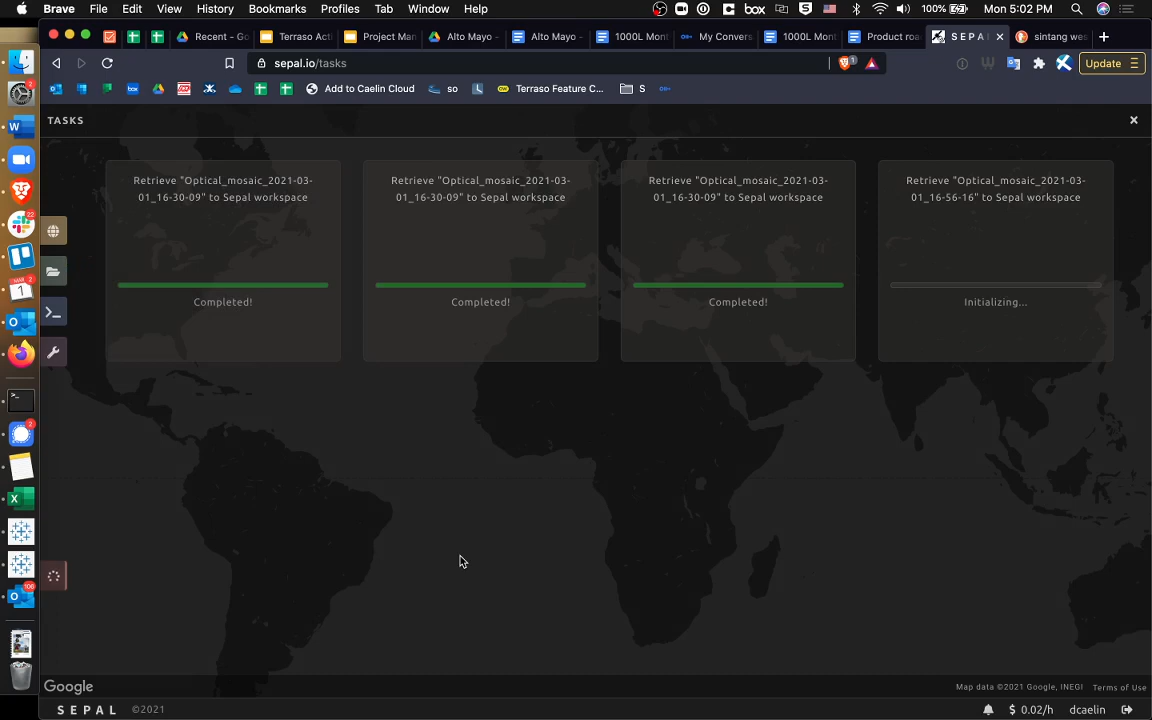 Brave File Edit View History Bookmarks Profiles Tab Window Help
box 100% Mon 5:02 PM
Recent - Go Terraso Acti Project Man Alto Mayo - Alto Mayo - 1000L Mont My Convers 1000L Mont Product roa SEPAL sintang wes
sepal.io/tasks
1
Update
Add to Caelin Cloud so Terraso Feature C... S
TASKS
Retrieve "Optical_mosaic_2021-03-
01_16-30-09" to Sepal workspace
Completed!
Retrieve "Optical_mosaic_2021-03-
01_16-30-09" to Sepal workspace
Completed!
Retrieve "Optical_mosaic_2021-03-
01_16-30-09" to Sepal workspace
Completed!
Retrieve "Optical_mosaic_2021-03-
01_16-56-16" to Sepal workspace
Initializing...
Google
Map data ©2021 Google, INEGI Terms of Use
SEPAL ©2021
$ 0.02/h dcaelin